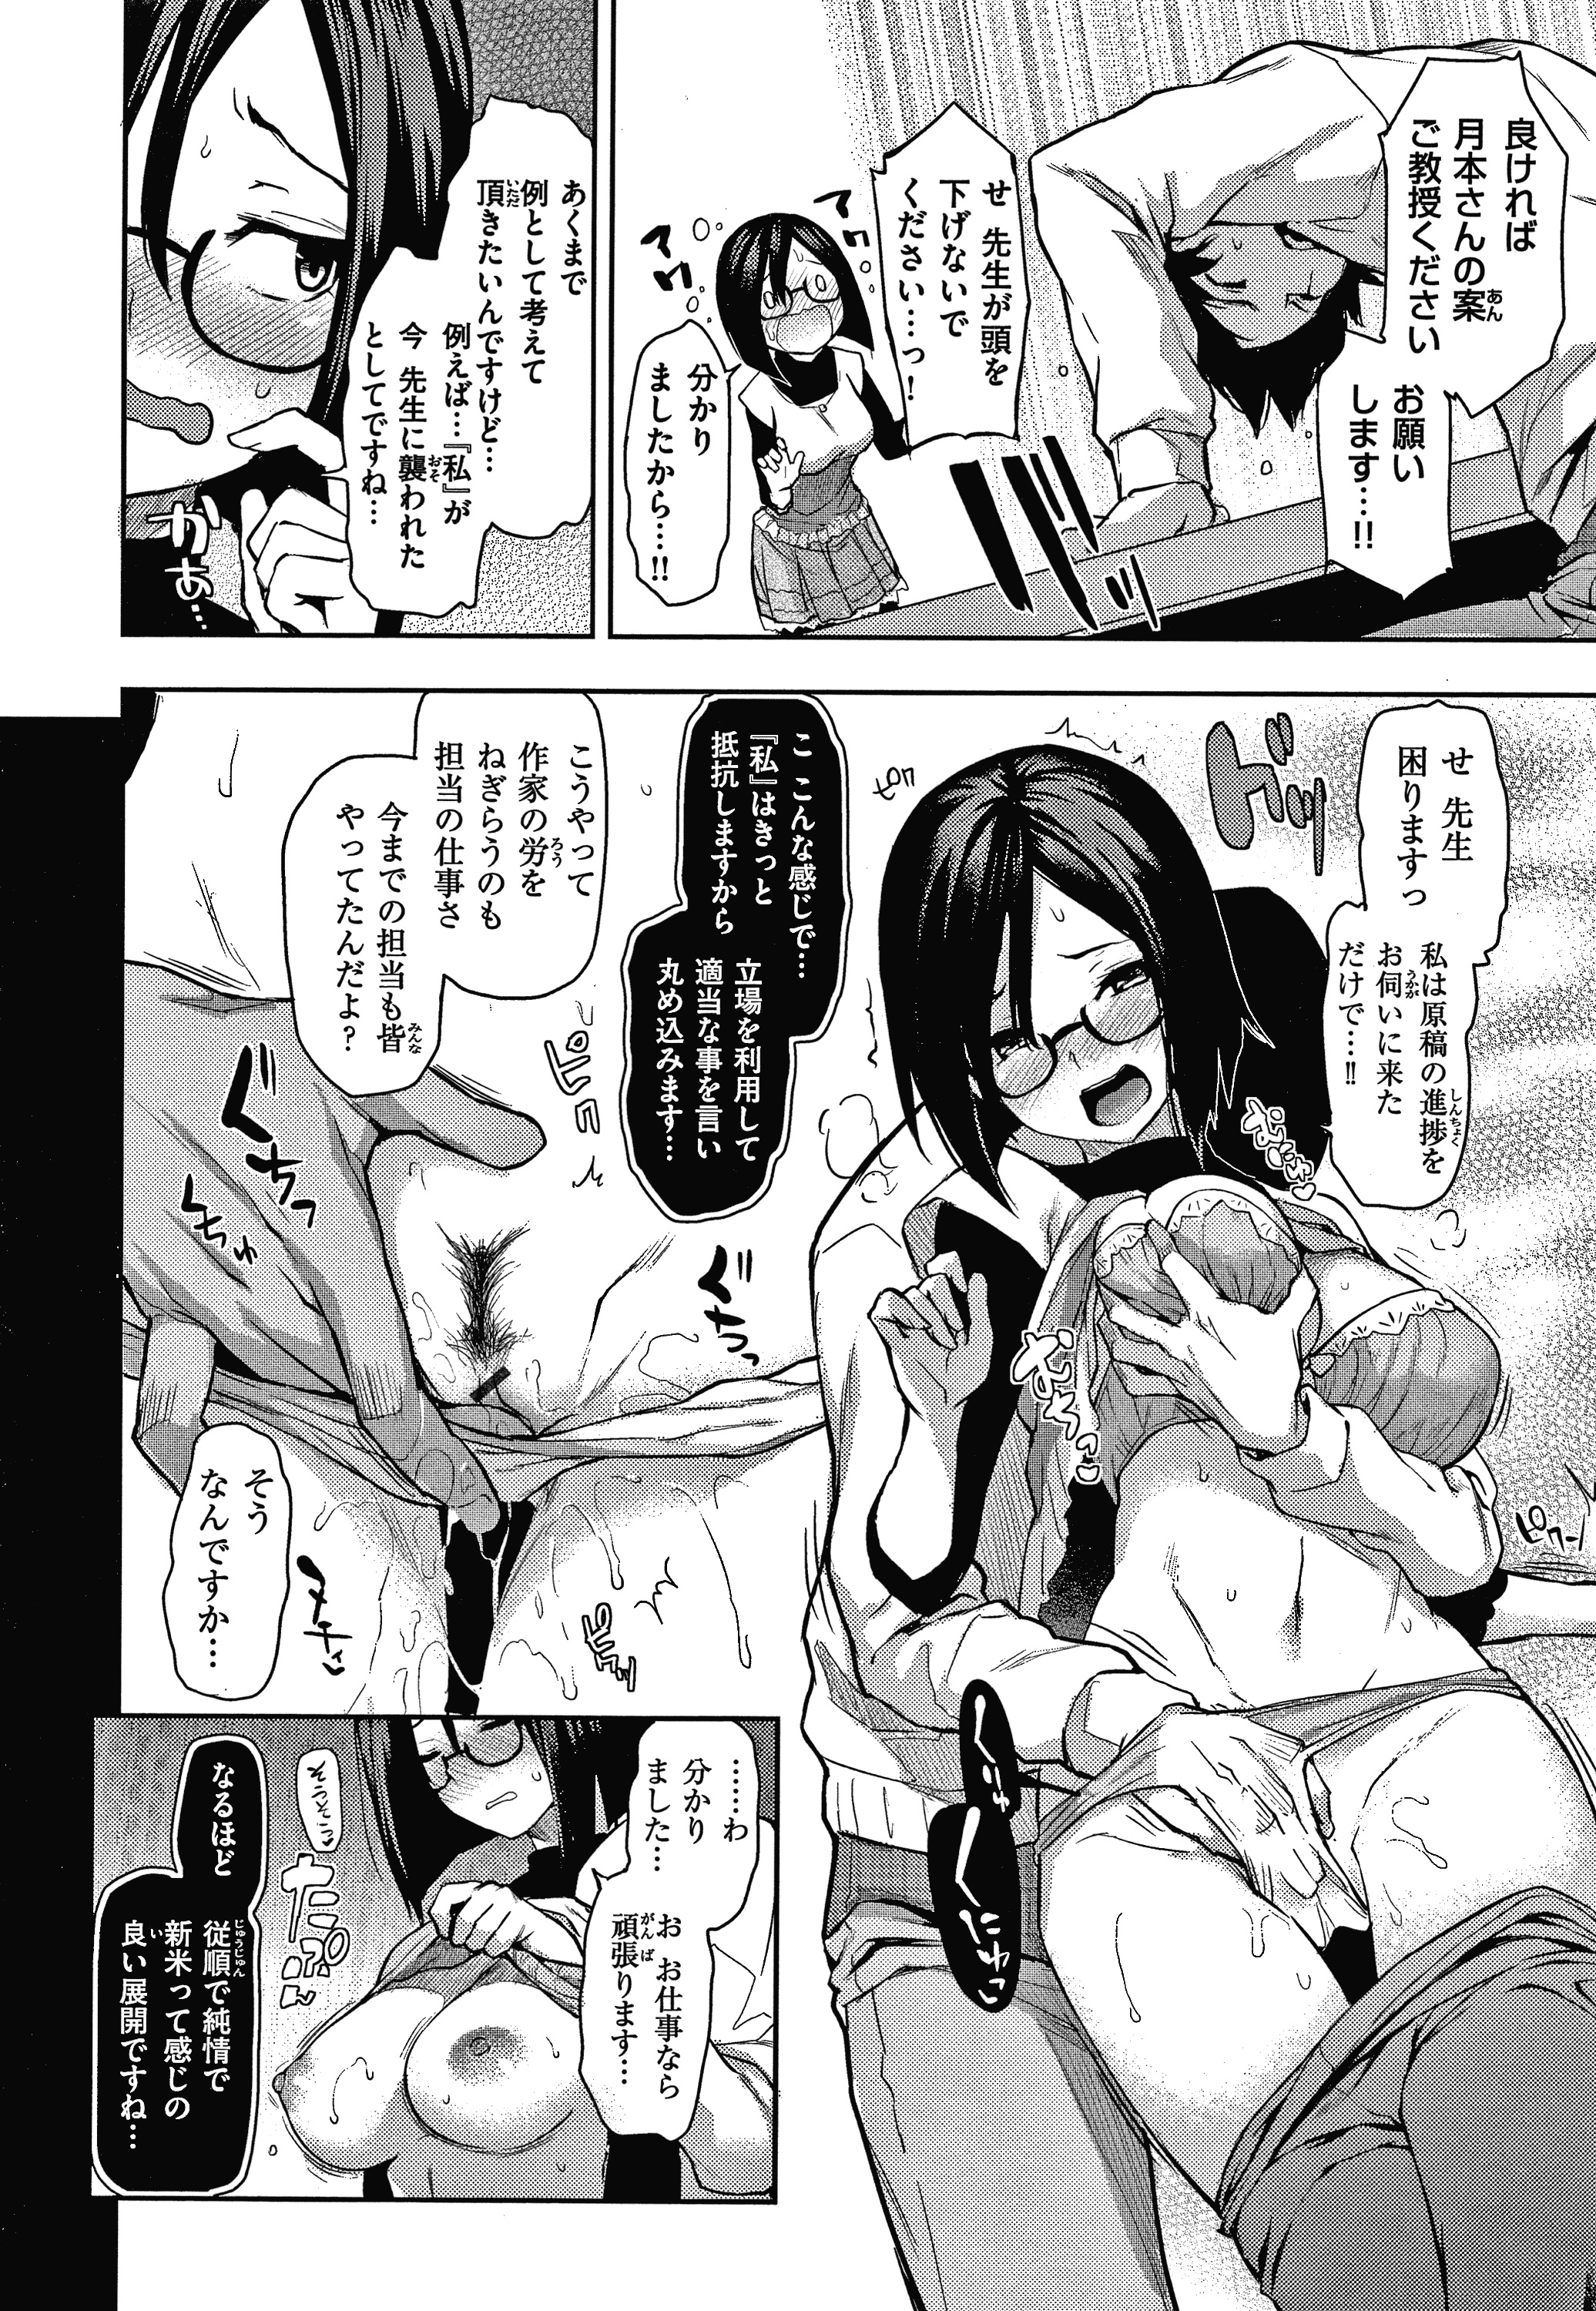 良ければ
月本さんの案
ご教授ください
お願い
します…!!
せ 先生が頭を
下げないで
ください…っ!
分かり
ましたから…!!
あくまで
例として考えて
頂きたいんですけど…
例えば…『私』が
今 先生に襲われた
としてですね…
かあ…
せ 先生
困りますっ
私は原稿の進捗を
お伺いに来た
だけで…!!
こ こんな感じで…
『私』はきっと
抵抗しますから
立場を利用して
適当な事を言い
丸め込みます…
こうやって
作家の労を
ねぎらうのも
担当の仕事さ
今までの担当も皆
やってたんだよ?
そう
なんですか…
……わ
分かり
ました…
お お仕事なら
頑張ります…
たぷん
なるほど
従順で純情で
新米って感じの
良い展開ですね…